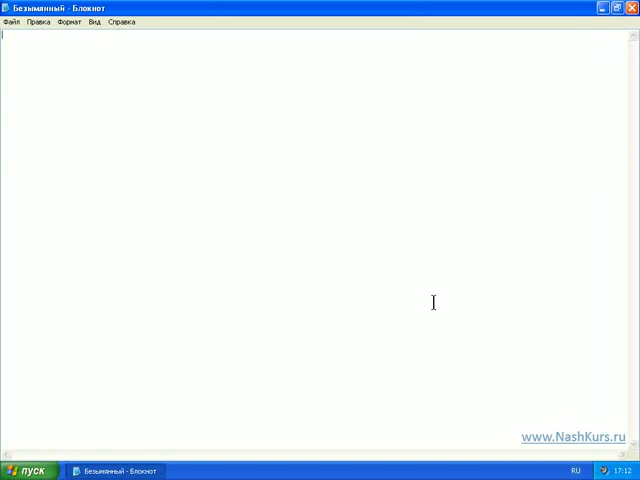 Безымянный - Блокнот
Файл Правка Формат Вид Справка
www.NashKurs.ru
пуск Безымянный - Блокнот RU 17:12